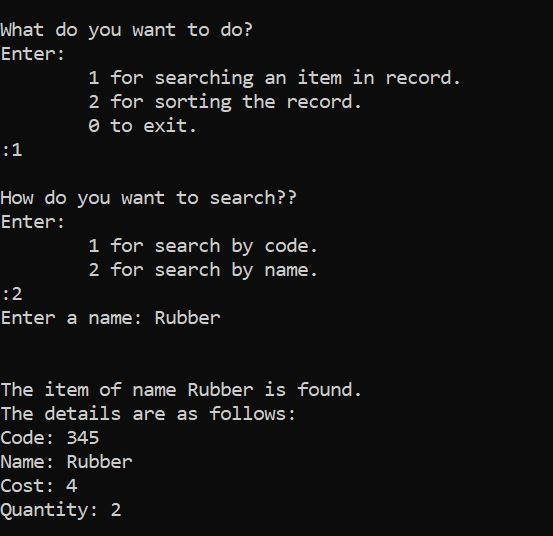 What do you want to do?
Enter:
1 for searching an item in record.
2 for sorting the record.
0 to exit.
:1
How do you want to search??
Enter:
1 for search by code.
2 for search by name.
:2
Enter a name: Rubber
The item of name Rubber is found.
The details are as follows:
Code: 345
Name: Rubber
Cost: 4
Quantity: 2